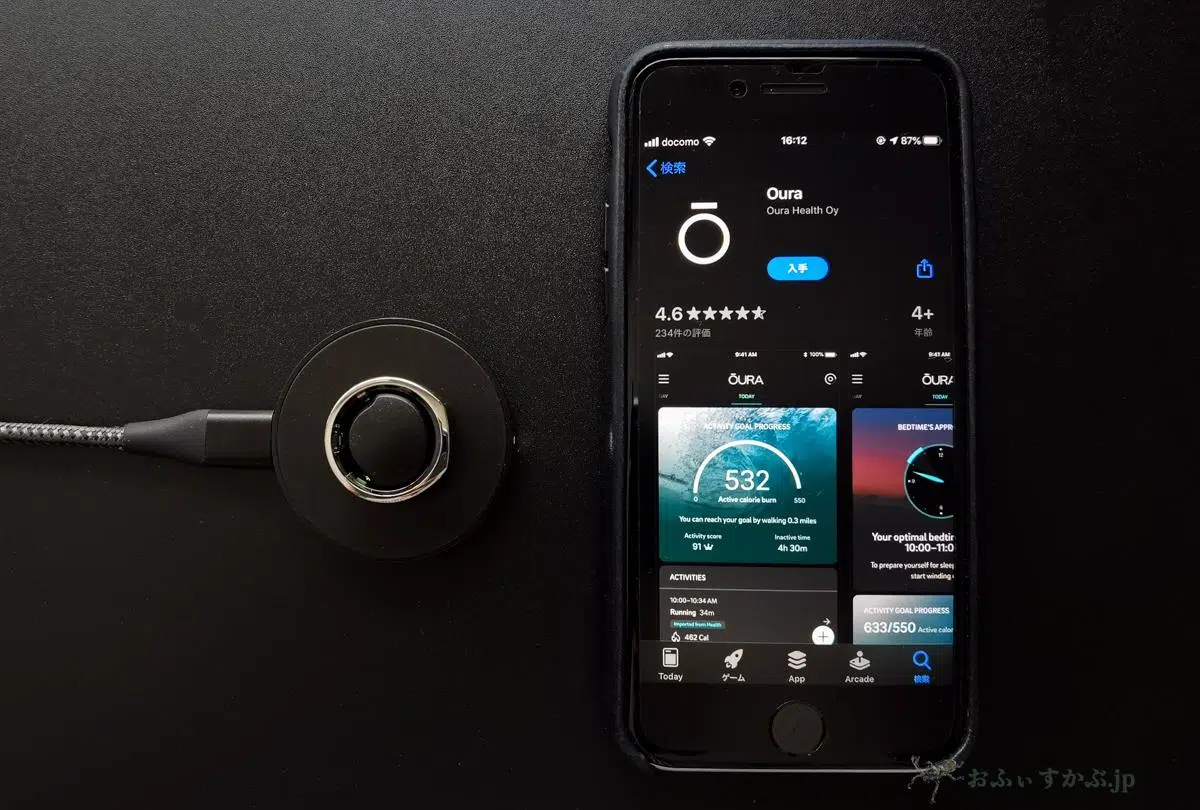 docomo 16:12 87%
検索
Oura
Oura Health Oy
入手
4.6 4+
234件の評価 年齢
9:41 AM 100% 9:41 AM
ŌURA ŌURA
TODAY TODAY
ACTIVITY GOAL PROGRESS
532
0 Active calorie burn 550
You can reach your goal by walking 0.3 miles
Activity score Inactive time
91 4h 30m
ACTIVITIES
10:00–10:34 AM
Running 34m
Imported from Health
462 Cal
BEDTIME'S APPR
12
Your optimal bedtim
10:00–11:0
To prepare yourself for sleep
start winding
ACTIVITY GOAL PROGRESS
633/550 Active calor
Today ゲーム App Arcade 検索
おふぃすかぶ.jp